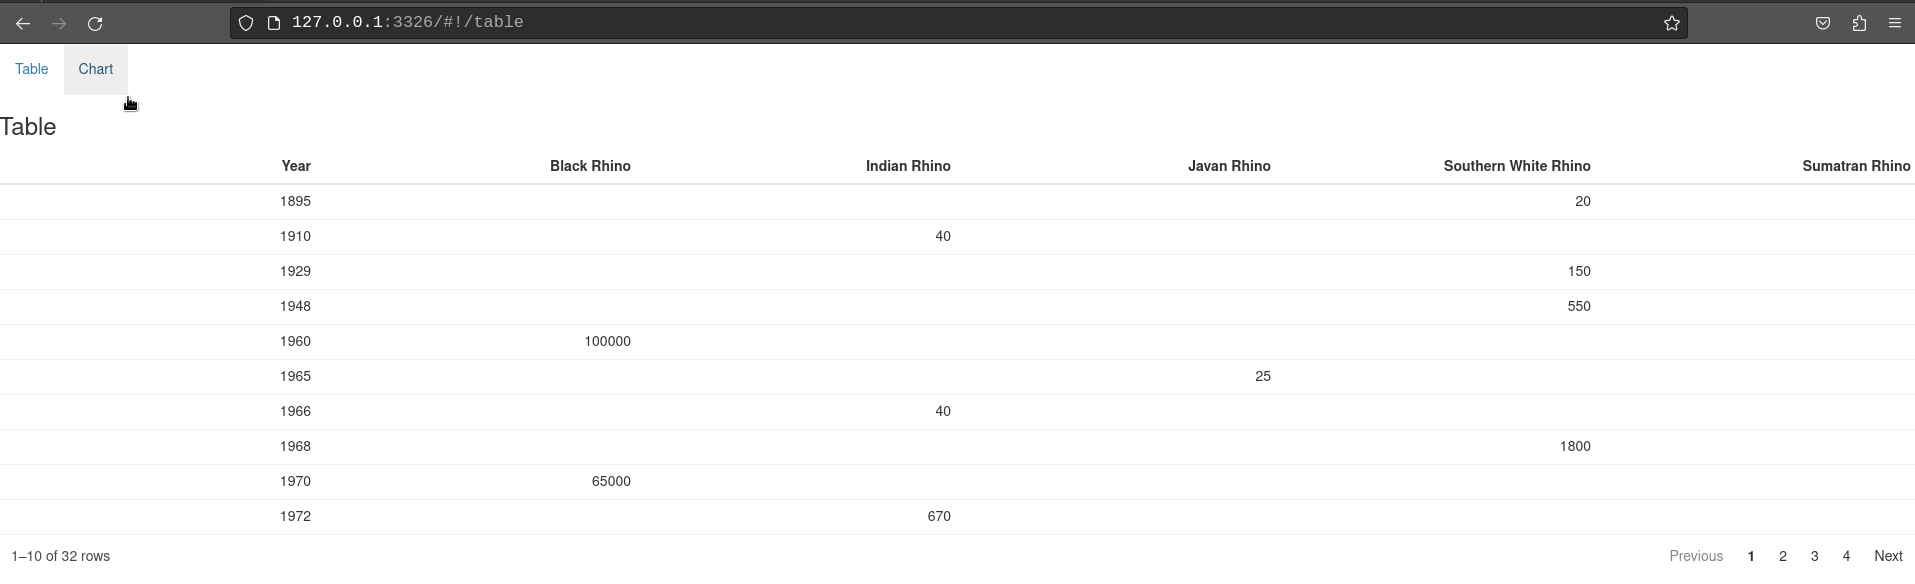 127.0.0.1:3326/#!/table
Table Chart
Table
Year Black Rhino Indian Rhino Javan Rhino Southern White Rhino Sumatran Rhino
1895 20
1910 40
1929 150
1948 550
1960 100000
1965 25
1966 40
1968 1800
1970 65000
1972 670
1–10 of 32 rows Previous 1 2 3 4 Next